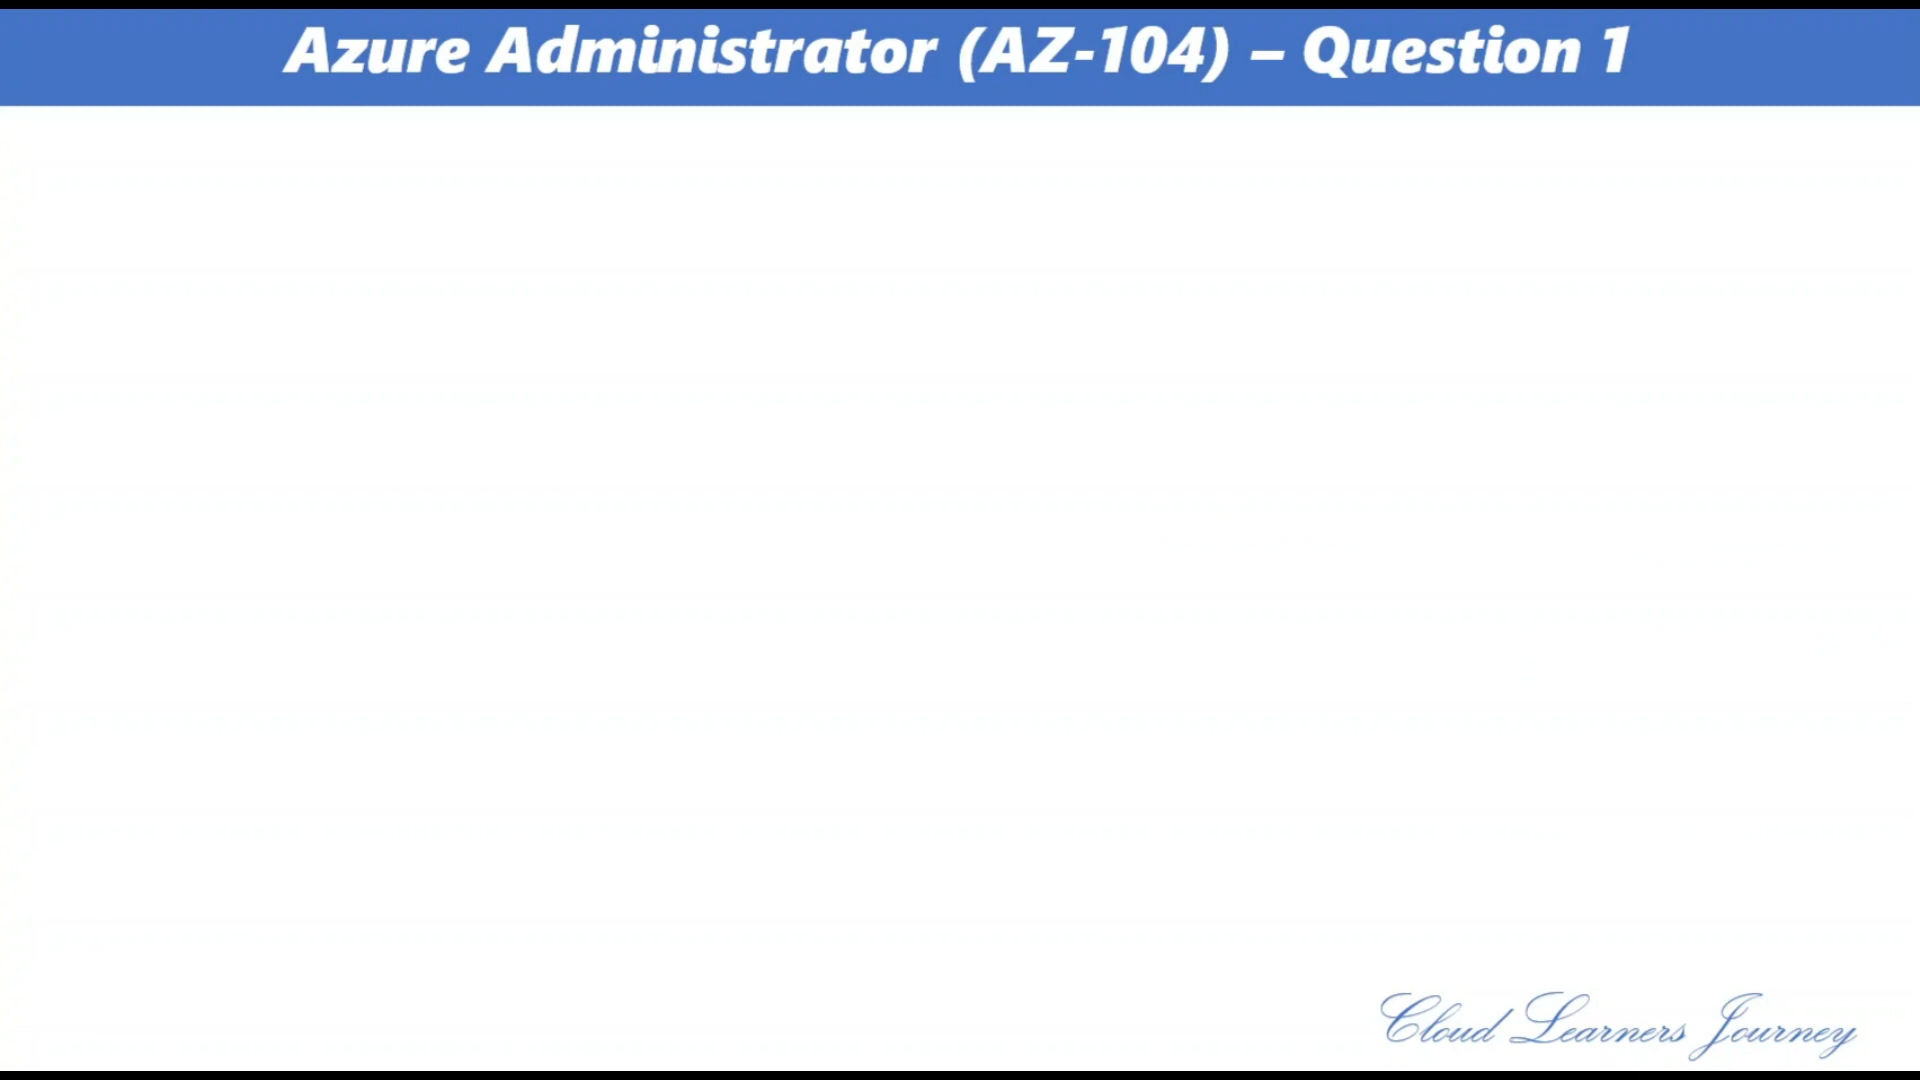 Azure Administrator (AZ-104) – Question 1
Cloud Learners Journey